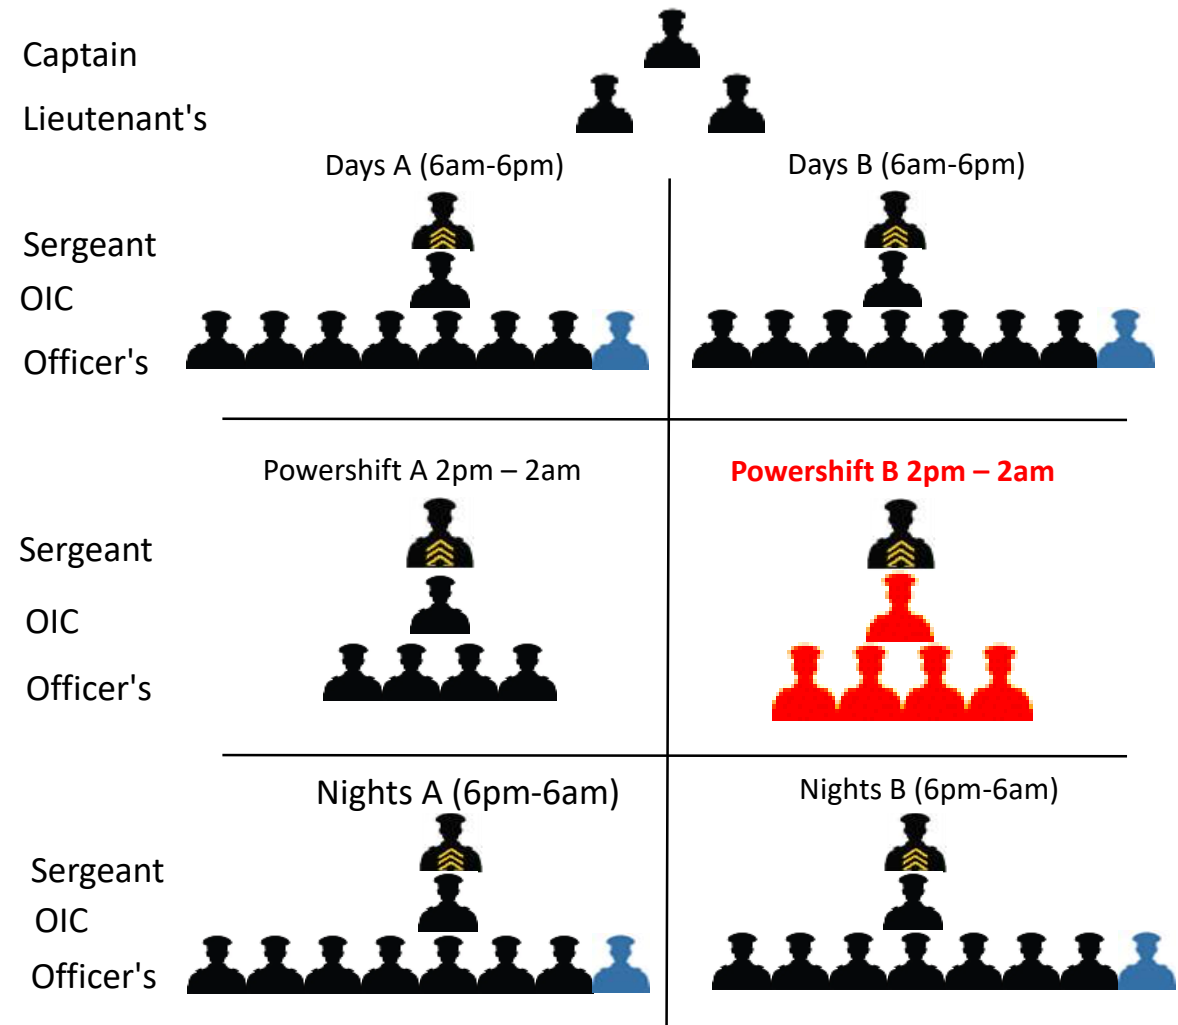 Captain
Lieutenant's
Days A (6am-6pm)
Days B (6am-6pm)
Sergeant
OIC
Officer's
Powershift A 2pm – 2am
Powershift B 2pm – 2am
Sergeant
OIC
Officer's
Nights A (6pm-6am)
Nights B (6pm-6am)
Sergeant
OIC
Officer's